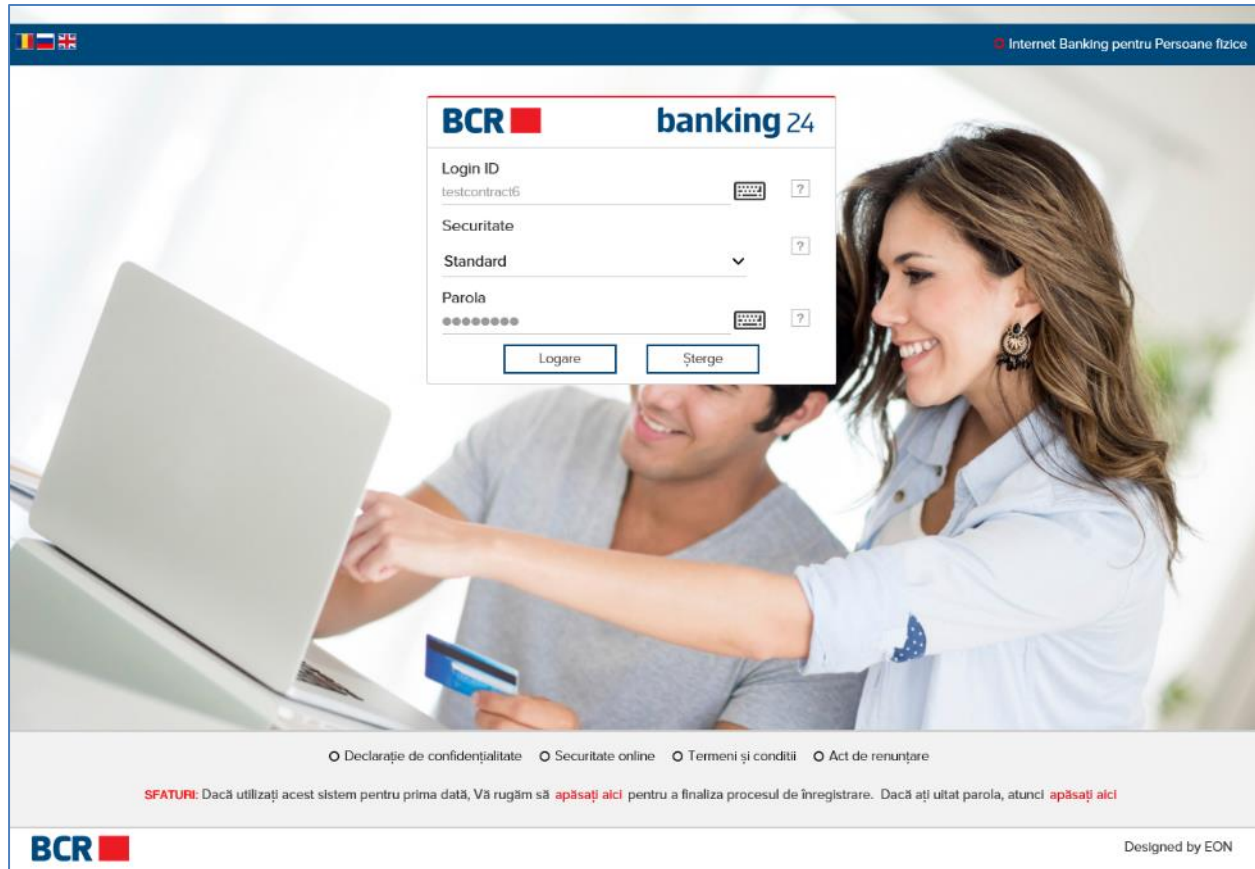 Internet Banking pentru Persoane fizice
BCR banking 24
Login ID
testcontract6
?
Securitate
?
Standard
Parola
?
Logare Șterge
Declarație de confidențialitate Securitate online Termeni și conditii Act de renunțare
SFATURI: Dacă utilizați acest sistem pentru prima dată, Vă rugăm să apăsați aici pentru a finaliza procesul de înregistrare. Dacă ați uitat parola, atunci apăsați aici
BCR Designed by EON